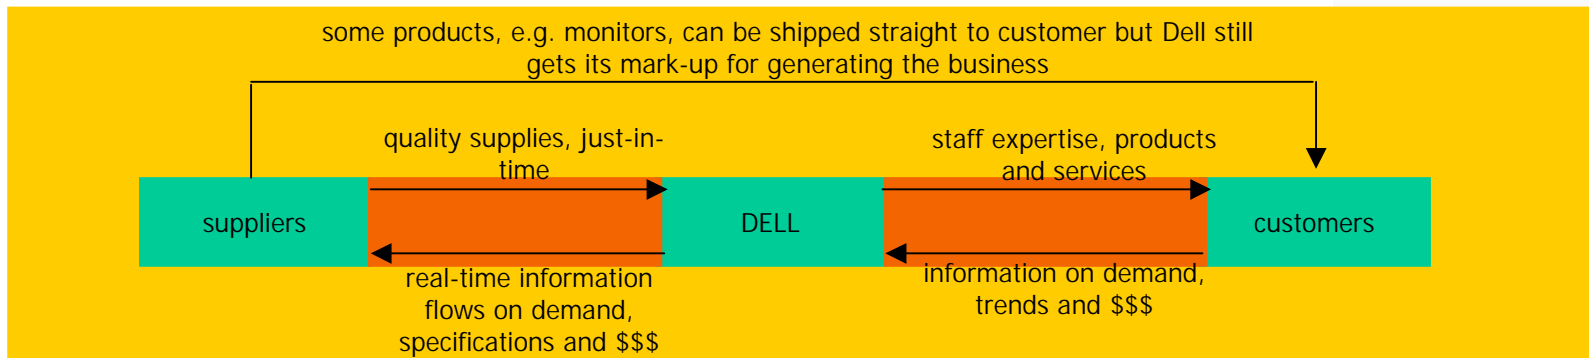 some products, e.g. monitors, can be shipped straight to customer but Dell still
gets its mark-up for generating the business
quality supplies, just-in-
time
staff expertise, products
and services
suppliers
DELL
customers
real-time information
flows on demand,
specifications and $$$
information on demand,
trends and $$$